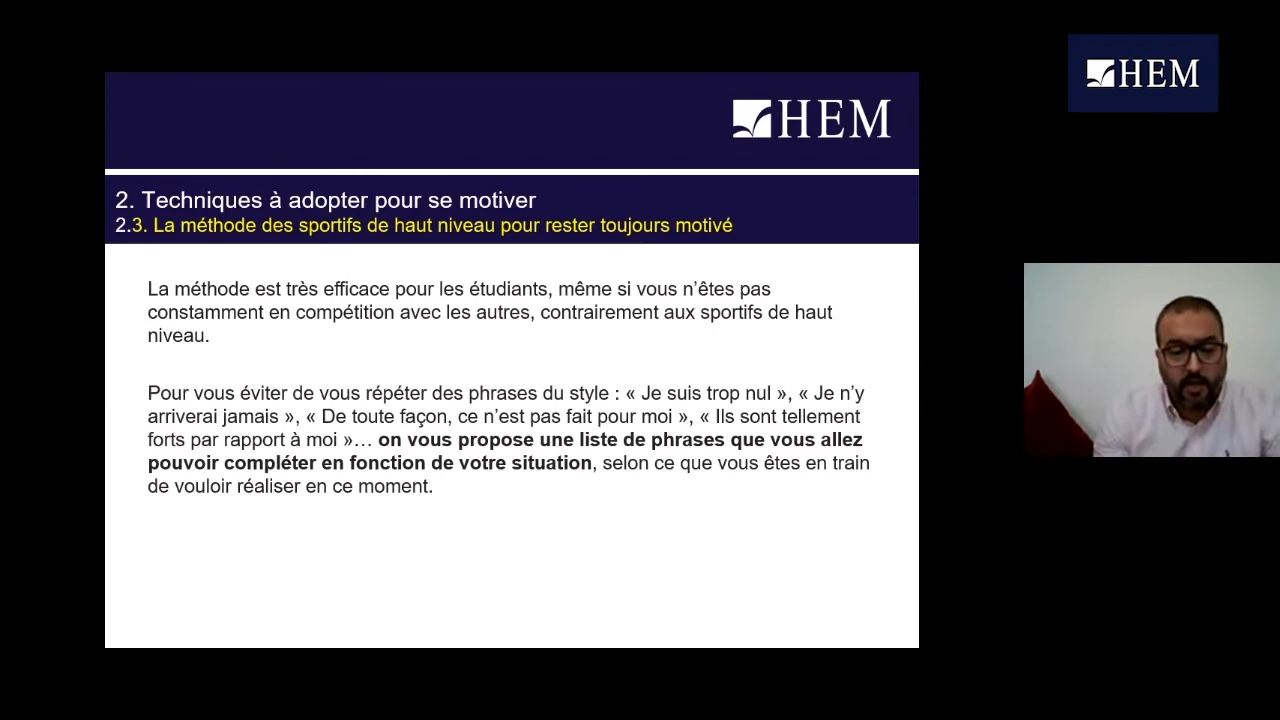 HEM
HEM
2. Techniques à adopter pour se motiver
2.3. La méthode des sportifs de haut niveau pour rester toujours motivé
La méthode est très efficace pour les étudiants, même si vous n’êtes pas
constamment en compétition avec les autres, contrairement aux sportifs de haut
niveau.
Pour vous éviter de vous répéter des phrases du style : « Je suis trop nul », « Je n’y
arriverai jamais », « De toute façon, ce n’est pas fait pour moi », « Ils sont tellement
forts par rapport à moi »… on vous propose une liste de phrases que vous allez
pouvoir compléter en fonction de votre situation, selon ce que vous êtes en train
de vouloir réaliser en ce moment.